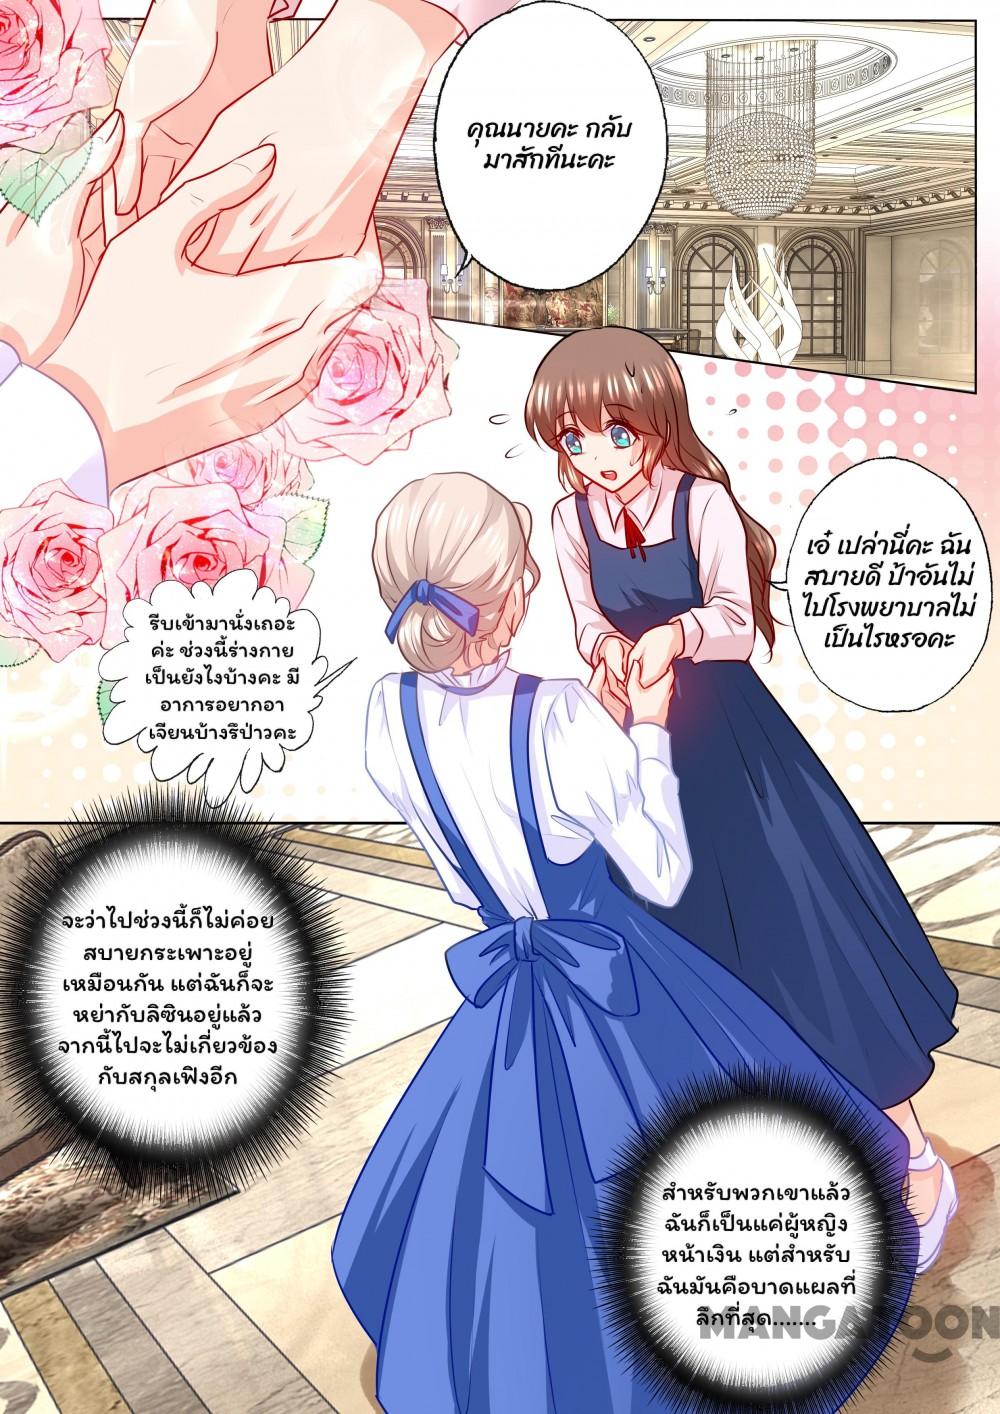 คุณนายคะ กลับ
มาสักทีนะคะ
เอ๋ เปล่านี่คะ ฉัน
สบายดี ป้าอันไม่
ไปโรงพยาบาลไม่
เป็นไรหรอคะ
รีบเข้ามานั่งเถอะ
ค่ะ ช่วงนี้ร่างกาย
เป็นยังไงบ้างคะ มี
อาการอยากอา
เจียนบ้างรึป่าวคะ
จะว่าไปช่วงนี้ก็ไม่ค่อย
สบายกระเพาะอยู่
เหมือนกัน แต่ฉันก็จะ
หย่ากับลิซินอยู่แล้ว
จากนี้ไปจะไม่เกี่ยวข้อง
กับสกุลเฟิงอีก
สำหรับพวกเขาแล้ว
ฉันก็เป็นแค่ผู้หญิง
หน้าเงิน แต่สำหรับ
ฉันมันคือบาดแผลที่
ลึกที่สุด.......
MANGATOON